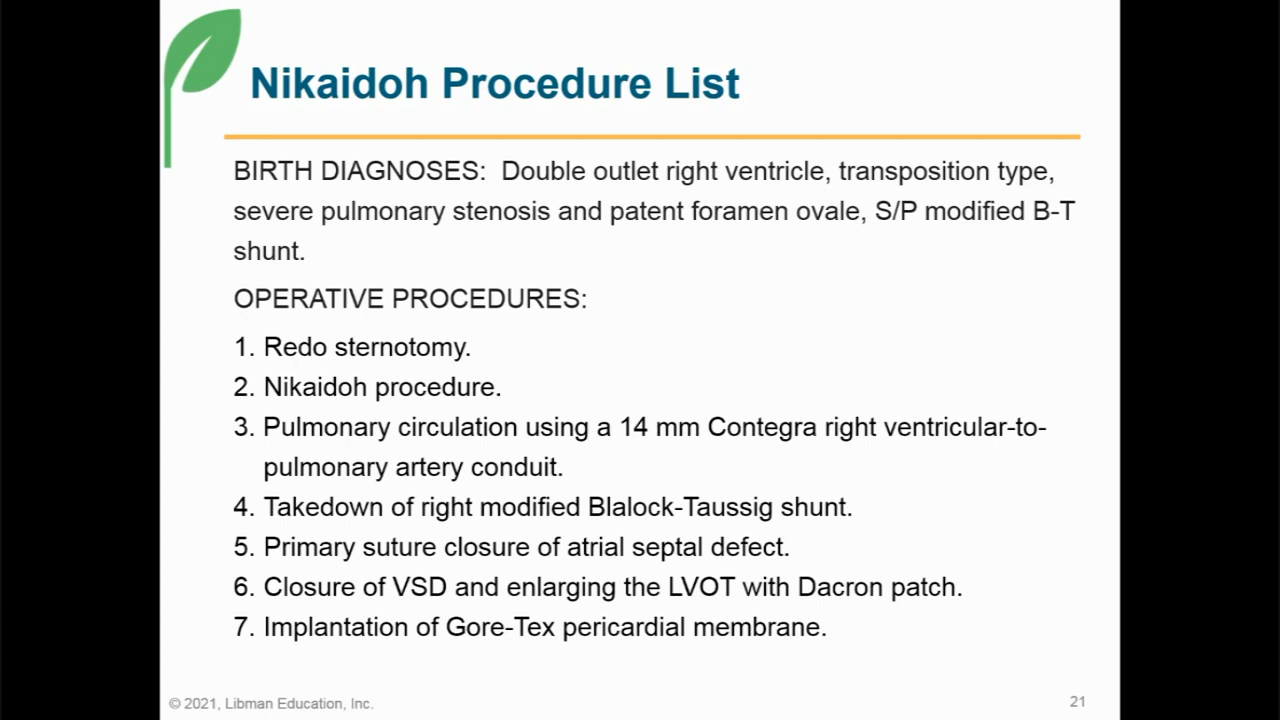 Nikaidoh Procedure List
BIRTH DIAGNOSES:  Double outlet right ventricle, transposition type,
severe pulmonary stenosis and patent foramen ovale, S/P modified B-T
shunt.
OPERATIVE PROCEDURES:
1. Redo sternotomy.
2. Nikaidoh procedure.
3. Pulmonary circulation using a 14 mm Contegra right ventricular-to-
pulmonary artery conduit.
4. Takedown of right modified Blalock-Taussig shunt.
5. Primary suture closure of atrial septal defect.
6. Closure of VSD and enlarging the LVOT with Dacron patch.
7. Implantation of Gore-Tex pericardial membrane.
© 2021, Libman Education, Inc.
21